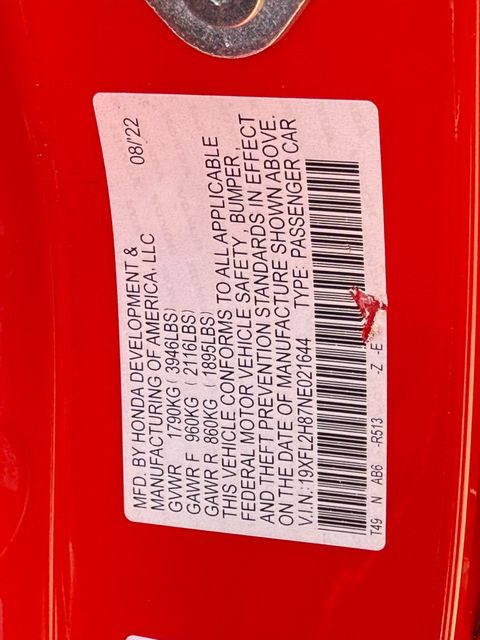 MFD. BY HONDA DEVELOPMENT &
MANUFACTURING OF AMERICA, LLC 08/'22
GVWR 1790KG ( 3946LBS)
GAWR F 960KG ( 2116LBS)
GAWR R 860KG ( 1895LBS)
THIS VEHICLE CONFORMS TO ALL APPLICABLE
FEDERAL MOTOR VEHICLE SAFETY, BUMPER,
AND THEFT PREVENTION STANDARDS IN EFFECT
ON THE DATE OF MANUFACTURE SHOWN ABOVE.
V.I.N.:19XFL2H87NE021644 TYPE: PASSENGER CAR
T49 N AB6 -R513 -Z -E